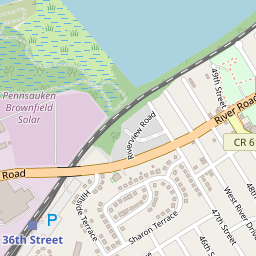 Pennsauken
Brownfield
Solar
49th Street
Riverview Road
River Road
CR 6
Road
Hillside Terrace
P
36th Street
Sharon Terrace
West River Drive
48th
47th Street
46th